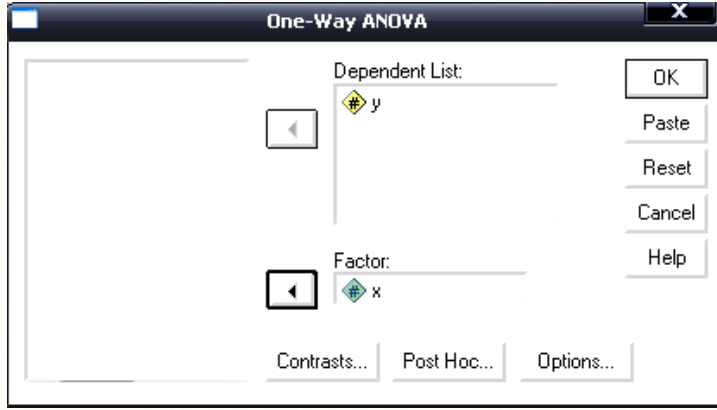 One-Way ANOVA
X
Dependent List:
# y
OK
Paste
Reset
Cancel
Help
Factor:
# x
Contrasts...
Post Hoc...
Options...